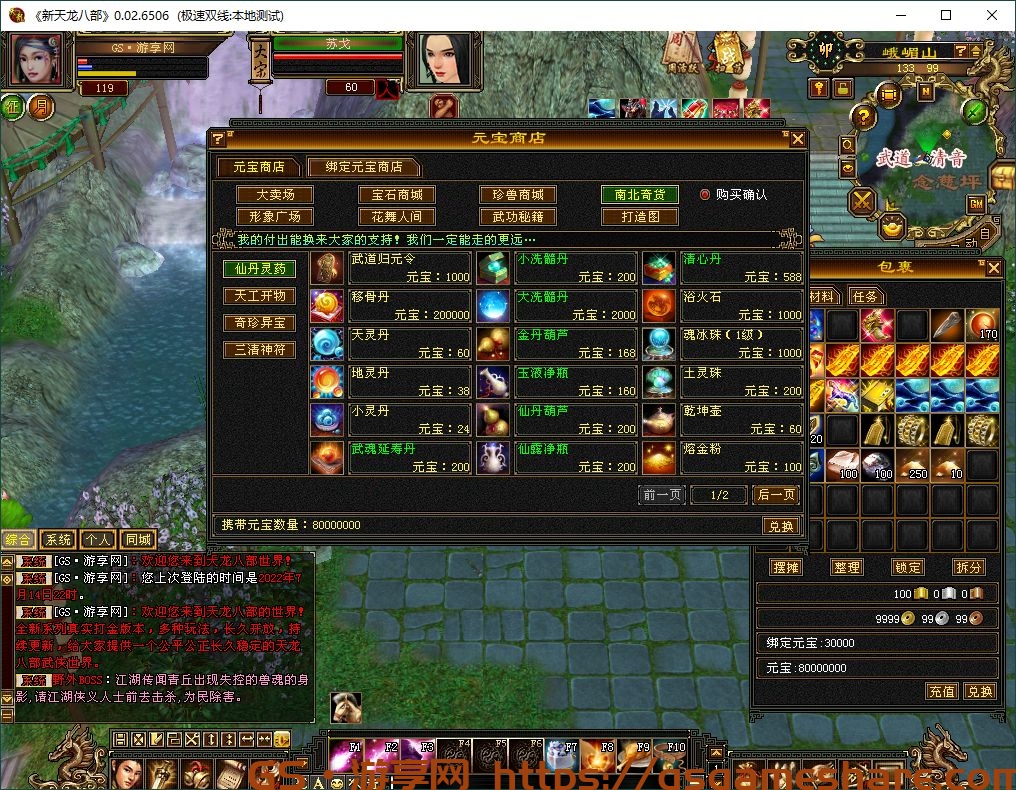 《新天龙八部》0.02.6506 (极速双线:本地测试)
GS·游享网
119
大宋
苏戈
60
卯
峨嵋山
133 99
N
武道
清音
念慈坪
GM
元宝商店
元宝商店 绑定元宝商店
大卖场 宝石商城 珍兽商城 南北奇货 购买确认
形象广场 花舞人间 武功秘籍 打造图
我的付出能换来大家的支持!我们一定能走的更远…
仙丹灵药
天工开物
奇珍异宝
三清神符
武道归元令 元宝:1000
小洗髓丹 元宝:200
清心丹 元宝:588
移骨丹 元宝:200000
大洗髓丹 元宝:2000
浴火石 元宝:1000
天灵丹 元宝:60
金丹葫芦 元宝:168
魂冰珠(1级) 元宝:1000
地灵丹 元宝:38
玉液净瓶 元宝:160
土灵珠 元宝:200
小灵丹 元宝:24
仙丹葫芦 元宝:200
乾坤壶 元宝:60
武魂延寿丹 元宝:200
仙露净瓶 元宝:200
熔金粉 元宝:100
前一页 1/2 后一页
携带元宝数量:80000000
兑换
包裹
材料 任务
170
20
100 100 250 10
摆摊 整理 锁定 拆分
100 0 0
9999 99 99
绑定元宝:30000
元宝:80000000
充值 兑换
综合 系统 个人 同城
系统 [GS·游享网]:欢迎您来到天龙八部世界!
系统 [GS·游享网]:您上次登陆的时间是2022年7
月14日22时。
系统 [GS·游享网]:欢迎您来到天龙八部的世界!
全新系列真实打金版本,多种玩法,长久开放,持
续更新,给大家提供一个公平公正长久稳定的天龙
八部武侠世界。
系统 野外BOSS:江湖传闻青丘出现失控的兽魂的身
影,请江湖侠义人士前去击杀,为民除害。
F1 F2 F3 F4 F5 F6 F7 F8 F9 F10
GS·游享网 https://gsgameshare.com